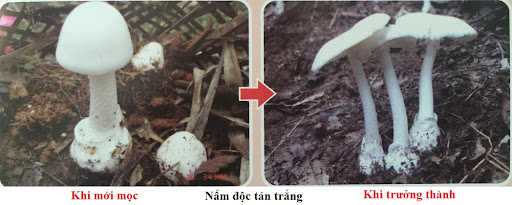 Khi mới mọc
Nấm độc tán trắng
Khi trưởng thành